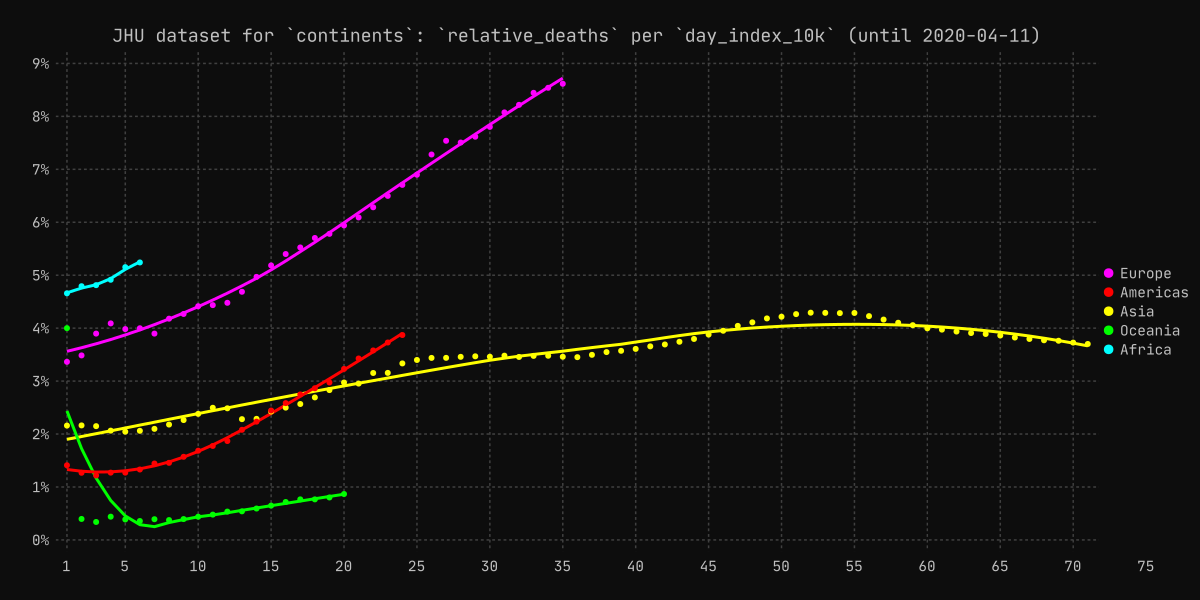 JHU dataset for `continents`: `relative_deaths` per `day_index_10k` (until 2020-04-11)
9%
8%
7%
6%
5%
4%
3%
2%
1%
0%
1 5 10 15 20 25 30 35 40 45 50 55 60 65 70 75
Europe
Americas
Asia
Oceania
Africa